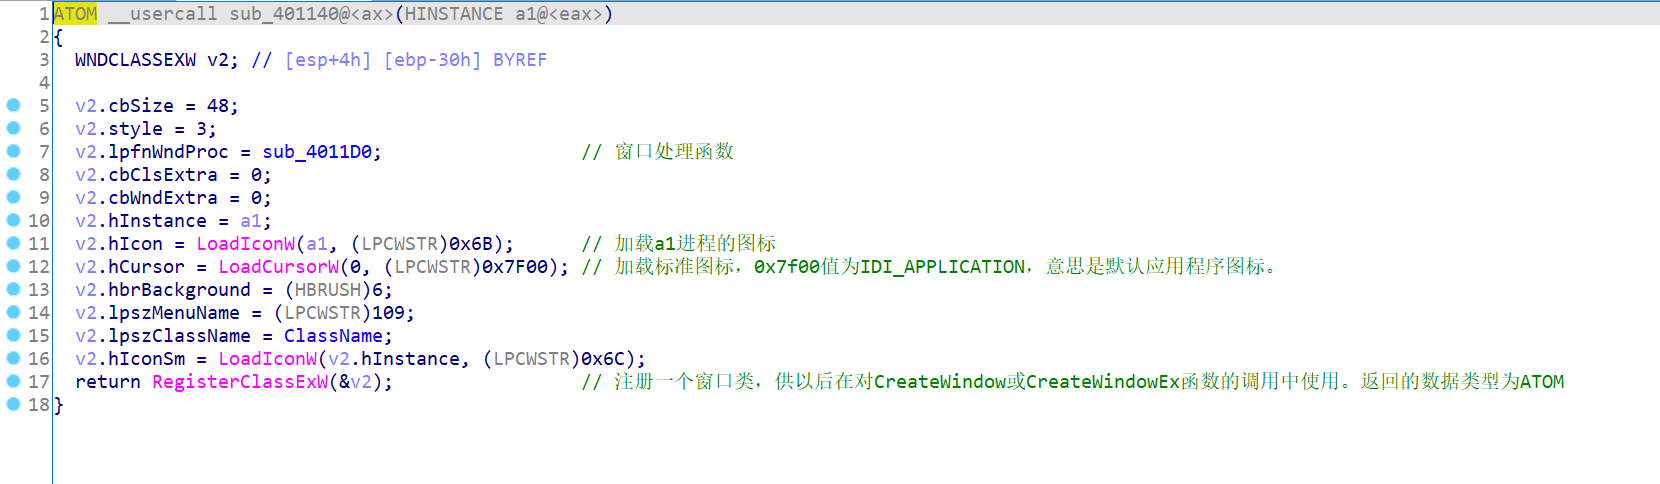 1 ATOM __usercall sub_401140@<ax>(HINSTANCE a1@<eax>)
2 {
3 WNDCLASSEXW v2; // [esp+4h] [ebp-30h] BYREF
4
5 v2.cbSize = 48;
6 v2.style = 3;
7 v2.lpfnWndProc = sub_4011D0; // 窗口处理函数
8 v2.cbClsExtra = 0;
9 v2.cbWndExtra = 0;
10 v2.hInstance = a1;
11 v2.hIcon = LoadIconW(a1, (LPCWSTR)0x6B); // 加载a1进程的图标
12 v2.hCursor = LoadCursorW(0, (LPCWSTR)0x7F00); // 加载标准图标，0x7f00值为IDI_APPLICATION，意思是默认应用程序图标。
13 v2.hbrBackground = (HBRUSH)6;
14 v2.lpszMenuName = (LPCWSTR)109;
15 v2.lpszClassName = ClassName;
16 v2.hIconSm = LoadIconW(v2.hInstance, (LPCWSTR)0x6C);
17 return RegisterClassExW(&v2); // 注册一个窗口类，供以后在对CreateWindow或CreateWindowEx函数的调用中使用。返回的数据类型为ATOM
18 }